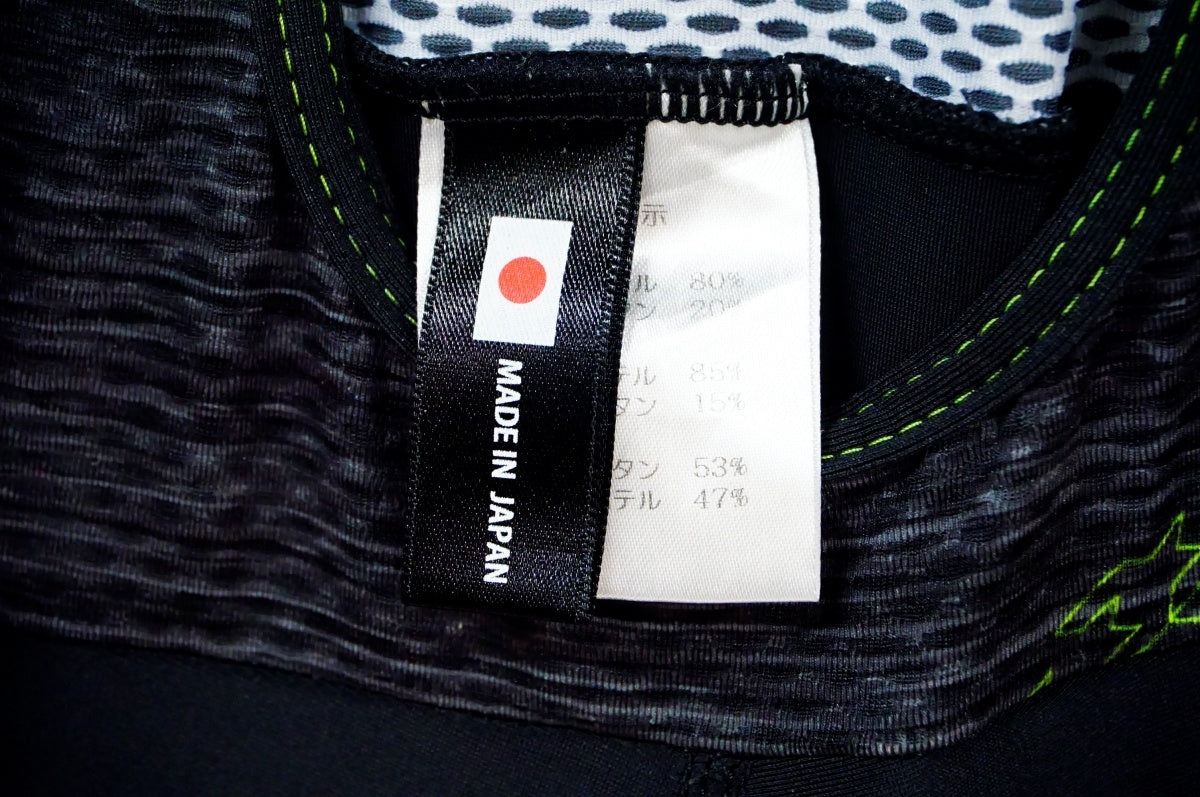 MADE IN JAPAN
示
ル 80%
ン 20%
テル 85%
タン 15%
タン 53%
テル 47%